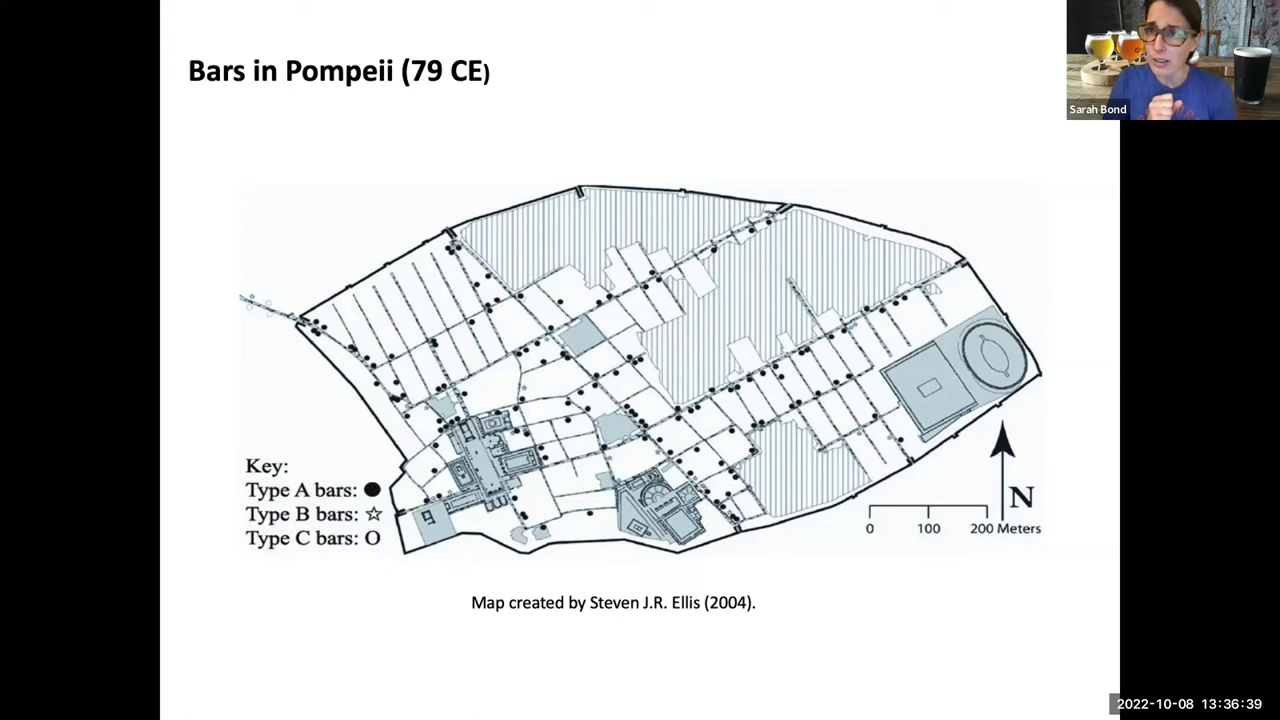 Bars in Pompeii (79 CE)
Sarah Bond
Key:
Type A bars:
Type B bars:
Type C bars:
N
0 100 200 Meters
Map created by Steven J.R. Ellis (2004).
2022-10-08 13:36:39